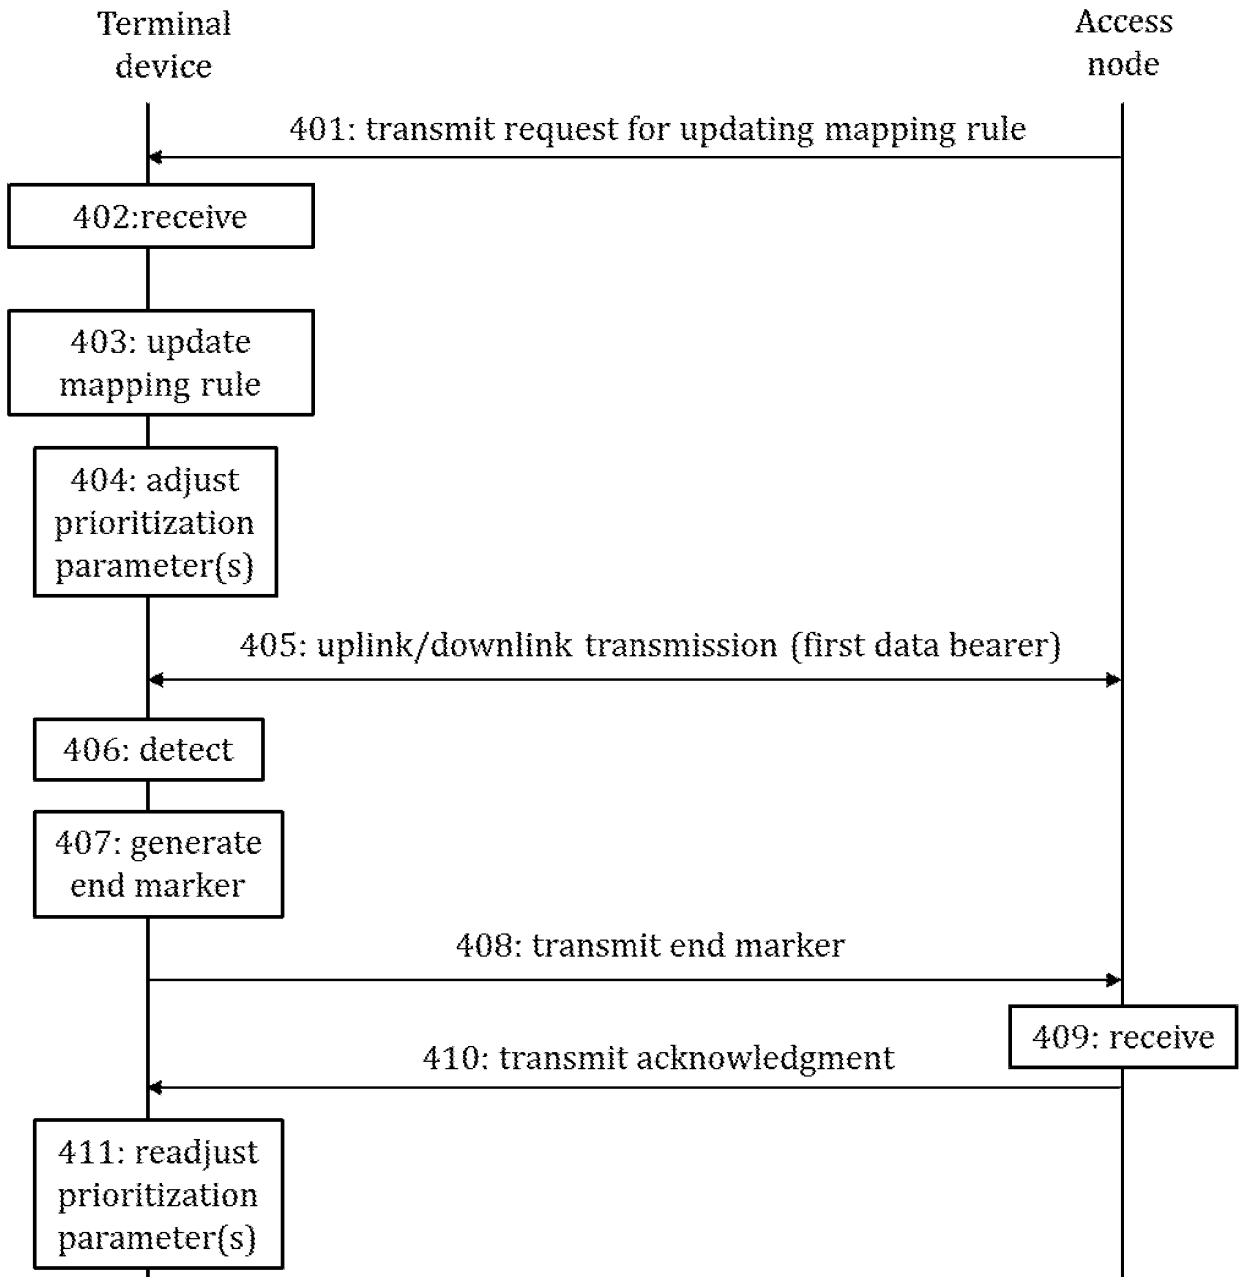 Terminal
device
Access
node
401: transmit request for updating mapping rule
402:receive
403: update
mapping rule
404: adjust
prioritization
parameter(s)
405: uplink/downlink transmission (first data bearer)
406: detect
407: generate
end marker
408: transmit end marker
409: receive
410: transmit acknowledgment
411: readjust
prioritization
parameter(s)